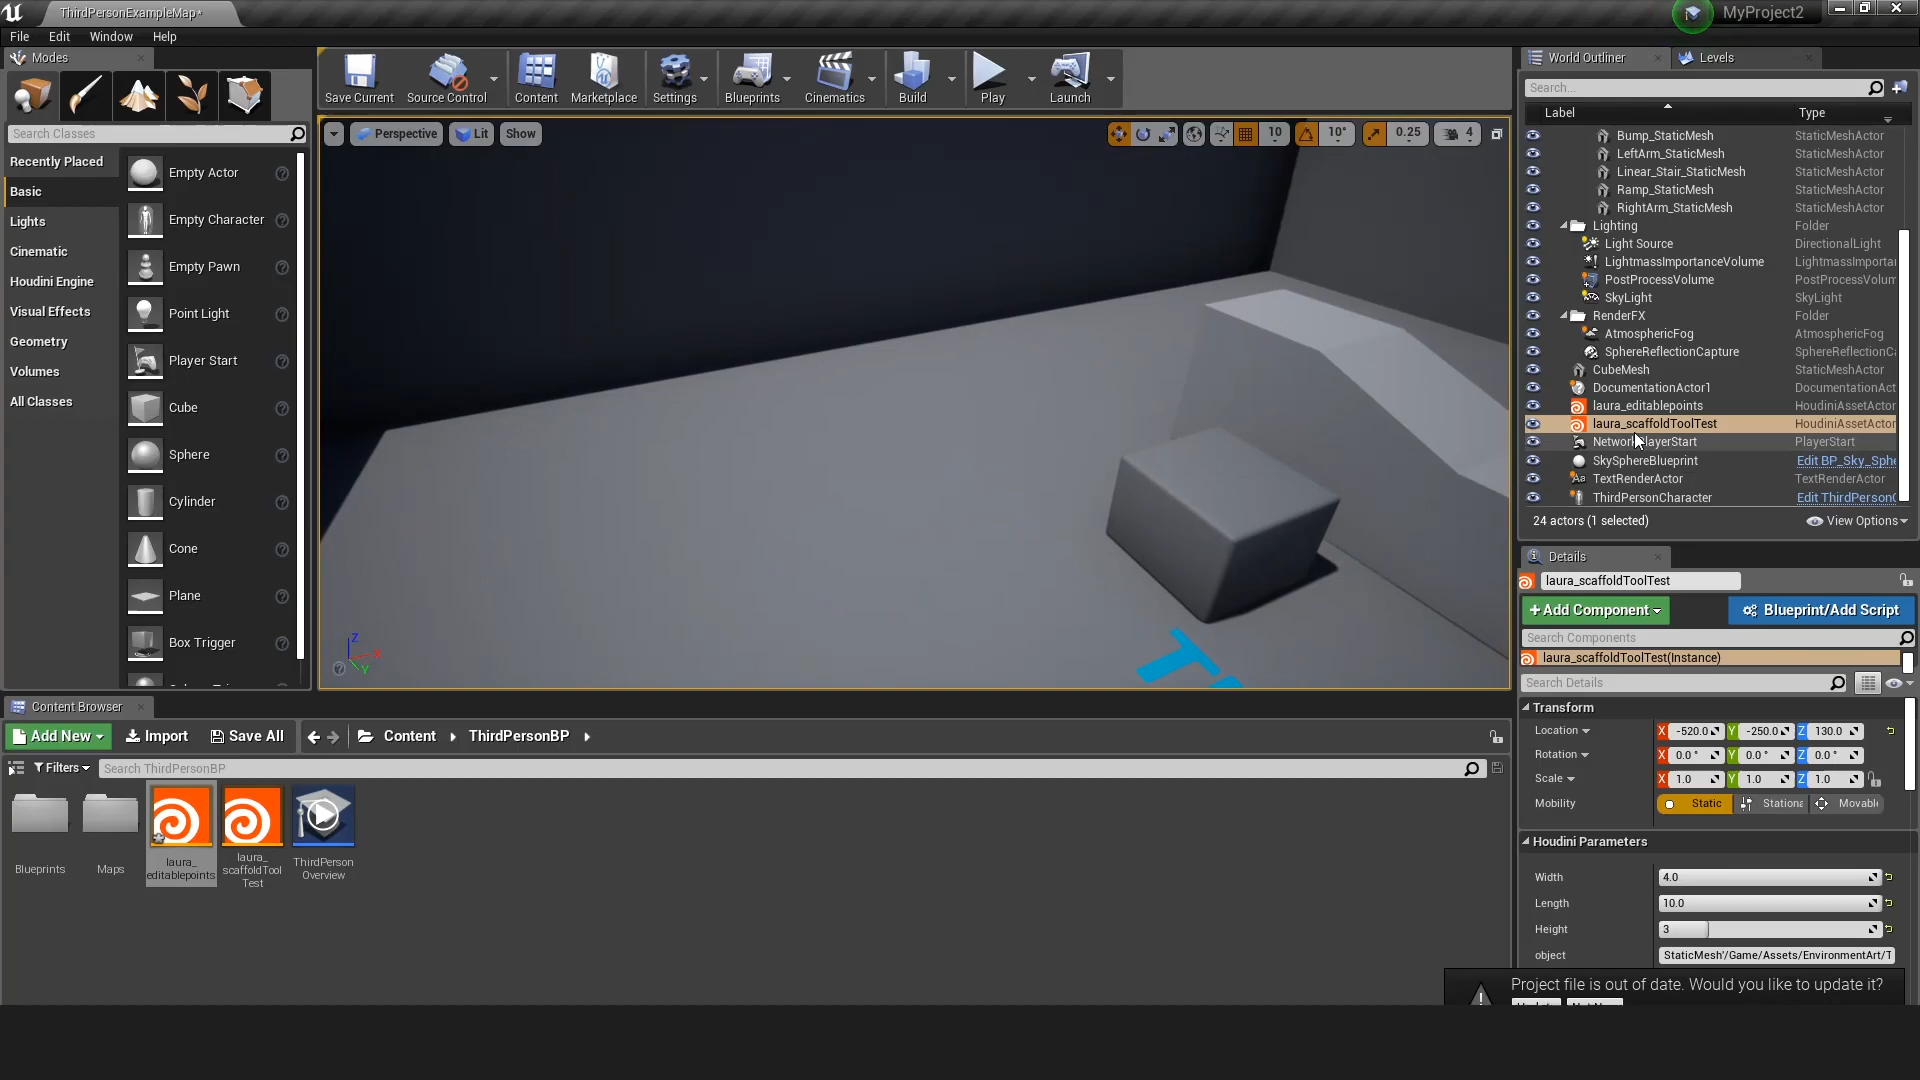 ThirdPersonExampleMap*
MyProject2
File Edit Window Help
Modes
Search Classes
Recently Placed
Basic
Lights
Cinematic
Houdini Engine
Visual Effects
Geometry
Volumes
All Classes
Empty Actor
Empty Character
Empty Pawn
Point Light
Player Start
Cube
Sphere
Cylinder
Cone
Plane
Box Trigger
Save Current
Source Control
Content
Marketplace
Settings
Blueprints
Cinematics
Build
Play
Launch
Perspective
Lit
Show
10
10°
0.25
4
Z
X
Y
World Outliner
Levels
Search...
Label Type
Bump_StaticMesh StaticMeshActor
LeftArm_StaticMesh StaticMeshActor
Linear_Stair_StaticMesh StaticMeshActor
Ramp_StaticMesh StaticMeshActor
RightArm_StaticMesh StaticMeshActor
Lighting Folder
Light Source DirectionalLight
LightmassImportanceVolume LightmassImporta
PostProcessVolume PostProcessVolum
SkyLight SkyLight
RenderFX Folder
AtmosphericFog AtmosphericFog
SphereReflectionCapture SphereReflectionCa
CubeMesh StaticMeshActor
DocumentationActor1 DocumentationAct
laura_editablepoints HoudiniAssetActor
laura_scaffoldToolTest HoudiniAssetActor
NetworkPlayerStart PlayerStart
SkySphereBlueprint Edit BP_Sky_Sphe
TextRenderActor TextRenderActor
ThirdPersonCharacter Edit ThirdPersonC
24 actors (1 selected)
View Options
Details
laura_scaffoldToolTest
+Add Component
Blueprint/Add Script
Search Components
laura_scaffoldToolTest(Instance)
Search Details
Transform
Location X -520.0 Y -250.0 Z 130.0
Rotation X 0.0 ° Y 0.0 ° Z 0.0 °
Scale X 1.0 Y 1.0 Z 1.0
Mobility Static Stationa Movabl
Houdini Parameters
Width 4.0
Length 10.0
Height 3
object StaticMesh'/Game/Assets/EnvironmentArt/T
Project file is out of date. Would you like to update it?
Content Browser
Add New
Import
Save All
Content
ThirdPersonBP
Filters
Search ThirdPersonBP
Blueprints
Maps
laura_
editablepoints
laura_
scaffoldTool
Test
ThirdPerson
Overview